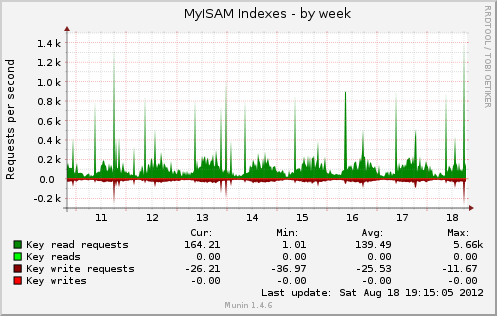 MyISAM Indexes - by week
RRDTOOL / TOBI OETIKER
Requests per second
1.4 k
1.2 k
1.0 k
0.8 k
0.6 k
0.4 k
0.2 k
0.0
-0.2 k
11 12 13 14 15 16 17 18
Cur: Min: Avg: Max:
Key read requests 164.21 1.01 139.49 5.66k
Key reads 0.00 0.00 0.00 0.00
Key write requests -26.21 -36.97 -25.53 -11.67
Key writes -0.00 -0.00 -0.00 -0.00
Last update: Sat Aug 18 19:15:05 2012
Munin 1.4.6